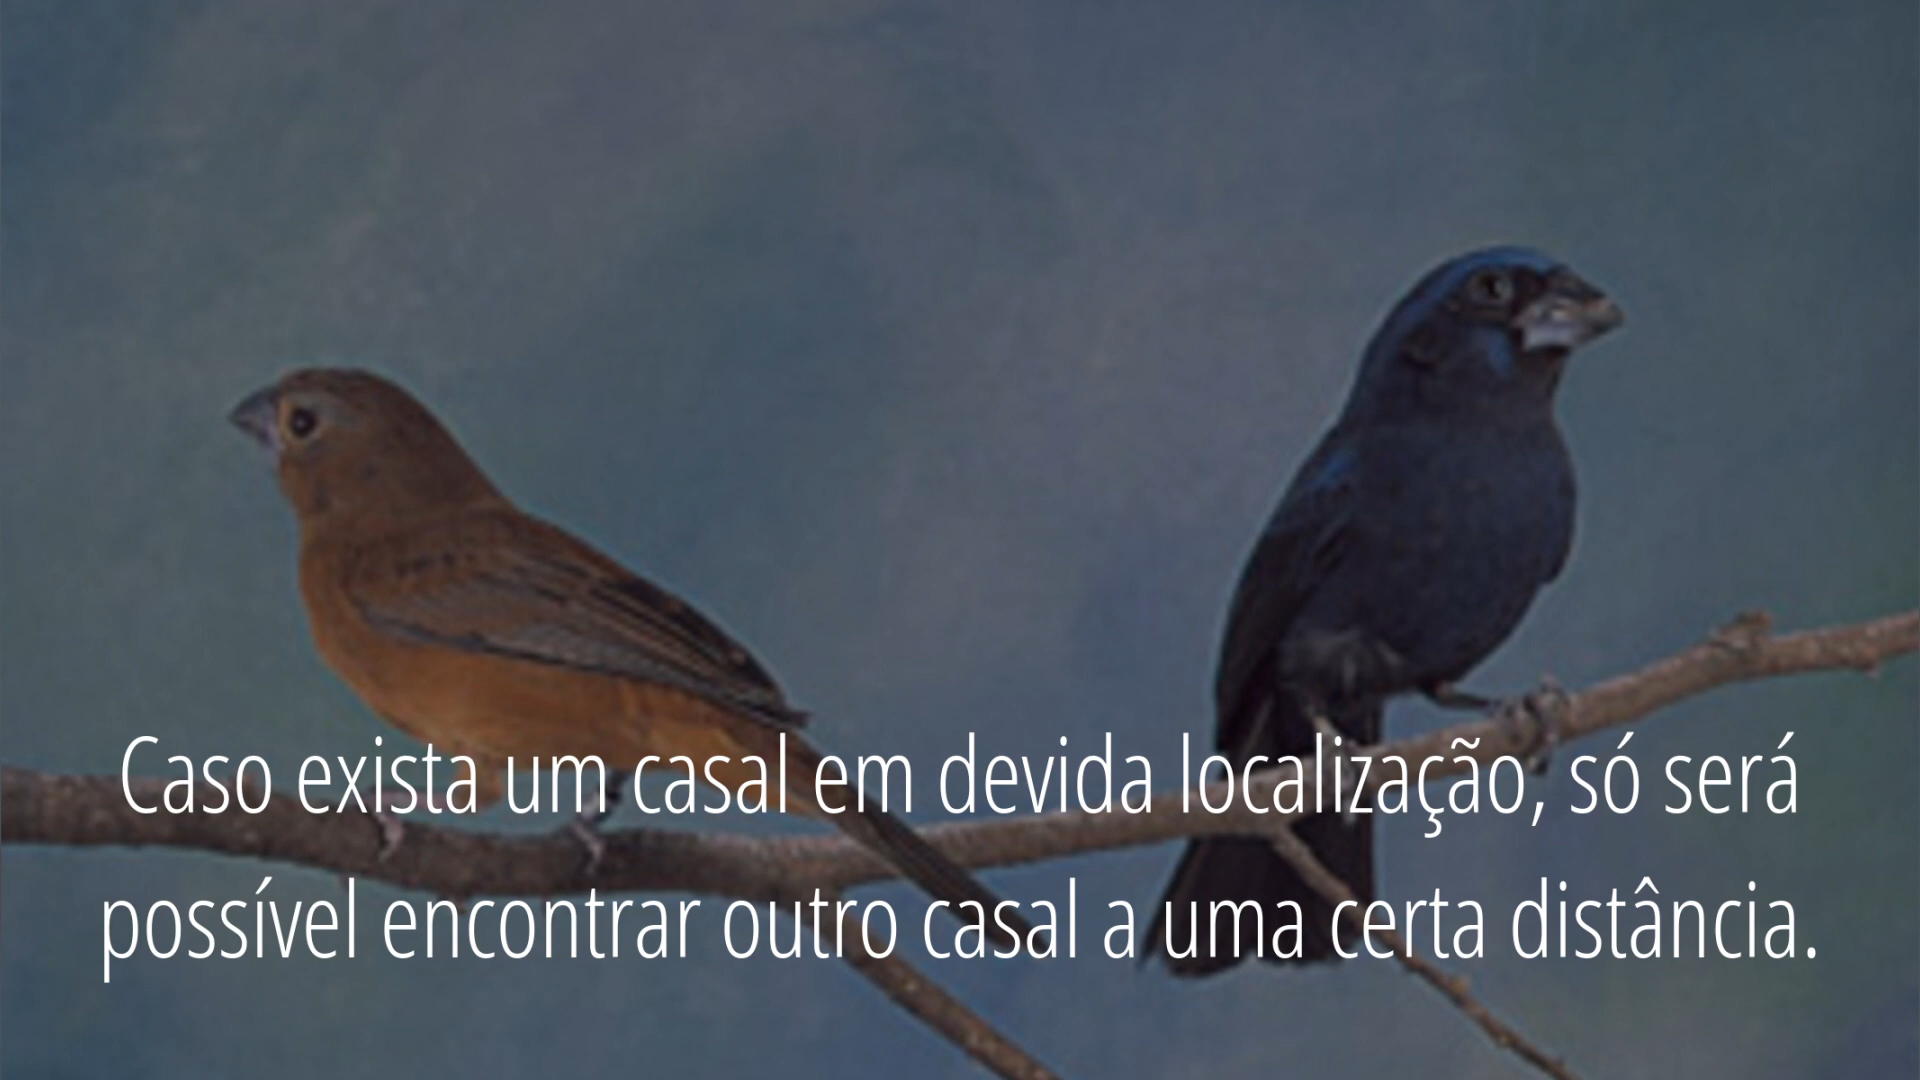 Caso exista um casal em devida localização, só será
possível encontrar outro casal a uma certa distância.